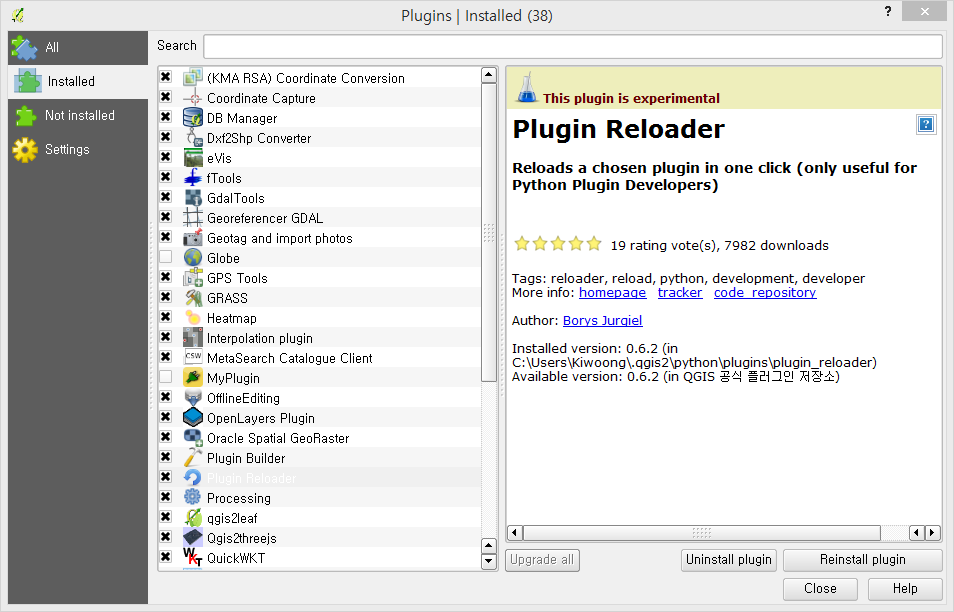 Plugins | Installed (38)
?
All
Installed
Not installed
Settings
Search
(KMA RSA) Coordinate Conversion
Coordinate Capture
DB Manager
Dxf2Shp Converter
eVis
fTools
GdalTools
Georeferencer GDAL
Geotag and import photos
Globe
GPS Tools
GRASS
Heatmap
Interpolation plugin
CSW MetaSearch Catalogue Client
MyPlugin
OfflineEditing
OpenLayers Plugin
Oracle Spatial GeoRaster
Plugin Builder
Plugin Reloader
Processing
qgis2leaf
Qgis2threejs
WKT QuickWKT
This plugin is experimental
Plugin Reloader
?
Reloads a chosen plugin in one click (only useful for
Python Plugin Developers)
19 rating vote(s), 7982 downloads
Tags: reloader, reload, python, development, developer
More info: homepage tracker code_repository
Author: Borys Jurgiel
Installed version: 0.6.2 (in
C:\Users\Kiwoong\.qgis2\python\plugins\plugin_reloader)
Available version: 0.6.2 (in QGIS 공식 플러그인 저장소)
Upgrade all
Uninstall plugin
Reinstall plugin
Close
Help